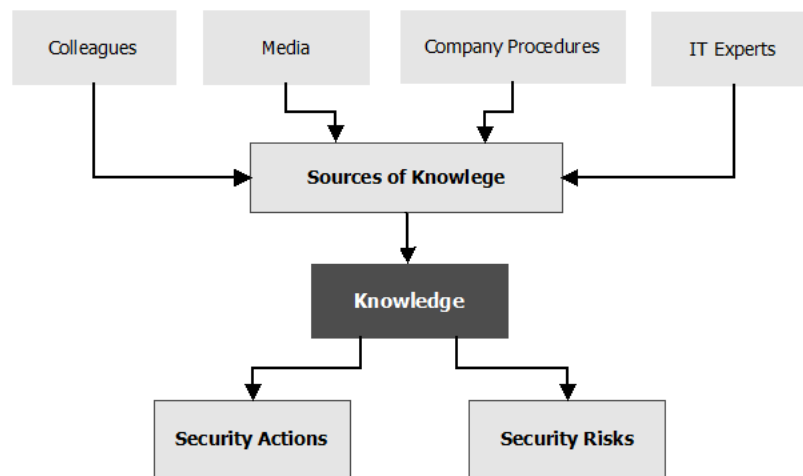 Colleagues
Media
Company Procedures
IT Experts
Sources of Knowlege
Knowledge
Security Actions
Security Risks